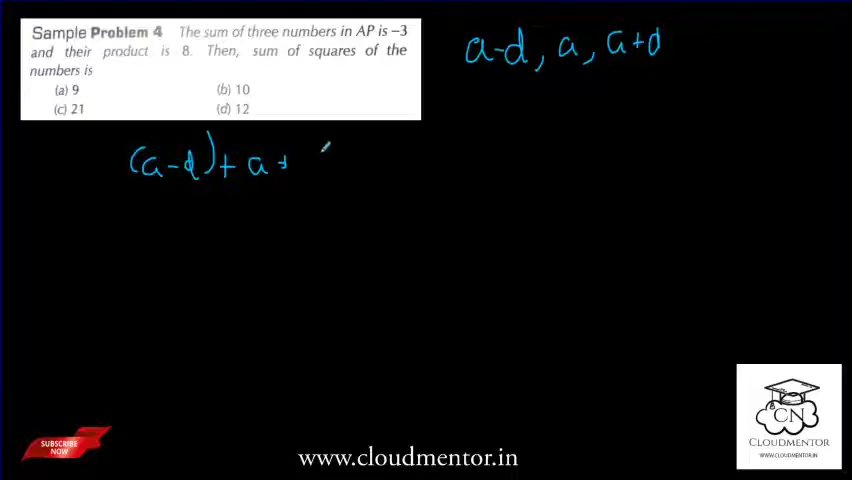 Sample Problem 4 The sum of three numbers in AP is −3
and their product is 8. Then, sum of squares of the
numbers is
(a) 9 (b) 10
(c) 21 (d) 12
a-d, a, a+d
(a-d)+a+
SUBSCRIBE
NOW
www.cloudmentor.in
CN
CLOUDMENTOR
WWW.CLOUDMENTOR.IN